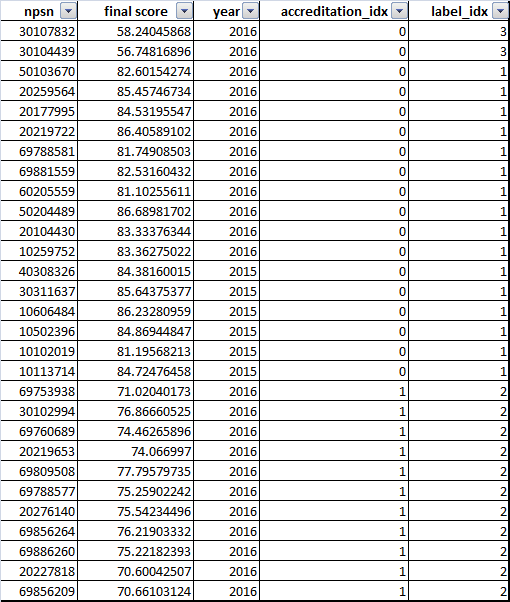 npsn final score year accreditation_idx label_idx
30107832 58.24045868 2016 0 3
30104439 56.74816896 2016 0 3
50103670 82.60154274 2016 0 1
20259564 85.45746734 2016 0 1
20177995 84.53195547 2016 0 1
20219722 86.40589102 2016 0 1
69788581 81.74908503 2016 0 1
69881559 82.53160432 2016 0 1
60205559 81.10255611 2016 0 1
50204489 86.68981702 2016 0 1
20104430 83.33376344 2016 0 1
10259752 83.36275022 2016 0 1
40308326 84.38160015 2015 0 1
30311637 85.64375377 2015 0 1
10606484 86.23280959 2015 0 1
10502396 84.86944847 2015 0 1
10102019 81.19568213 2015 0 1
10113714 84.72476458 2015 0 1
69753938 71.02040173 2016 1 2
30102994 76.86660525 2016 1 2
69760689 74.46265896 2016 1 2
20219653 74.066997 2016 1 2
69809508 77.79579735 2016 1 2
69788577 75.25902242 2016 1 2
20276140 75.54234496 2016 1 2
69856264 76.21903332 2016 1 2
69886260 75.22182393 2016 1 2
20227818 70.60042507 2016 1 2
69856209 70.66103124 2016 1 2